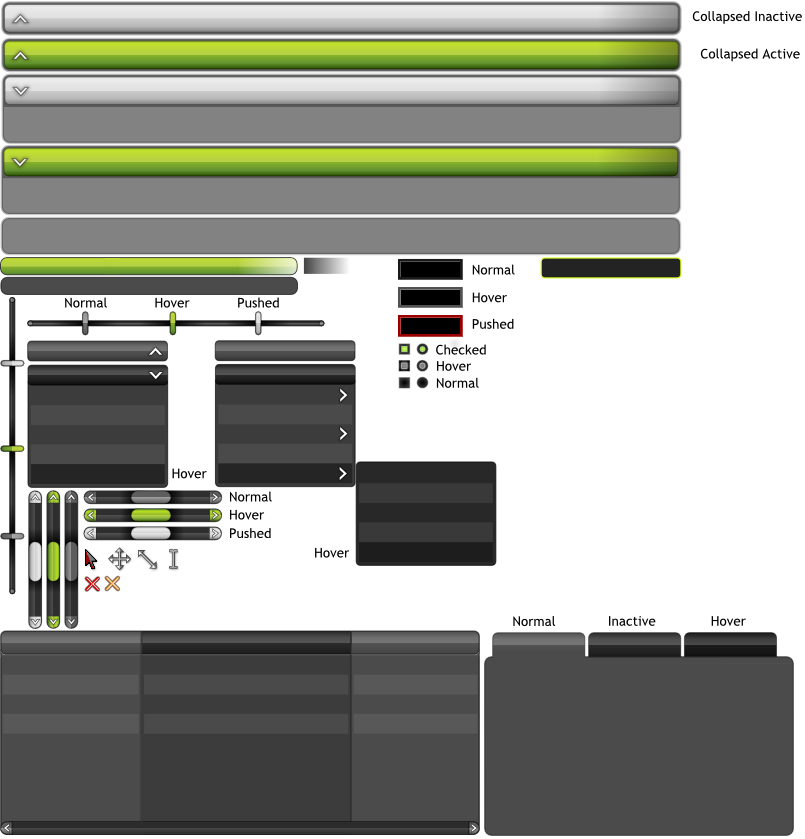 Collapsed Inactive
Collapsed Active
Normal
Hover
Pushed
Normal Hover Pushed
Checked
Hover
Normal
Hover
Normal
Hover
Pushed
Hover
Normal Inactive Hover